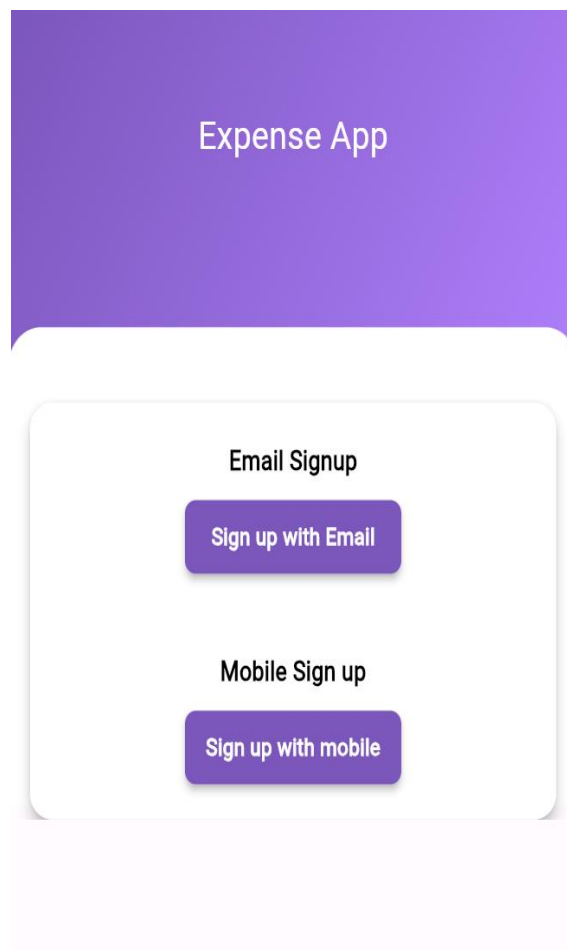 Expense App
Email Signup
Sign up with Email
Mobile Sign up
Sign up with mobile